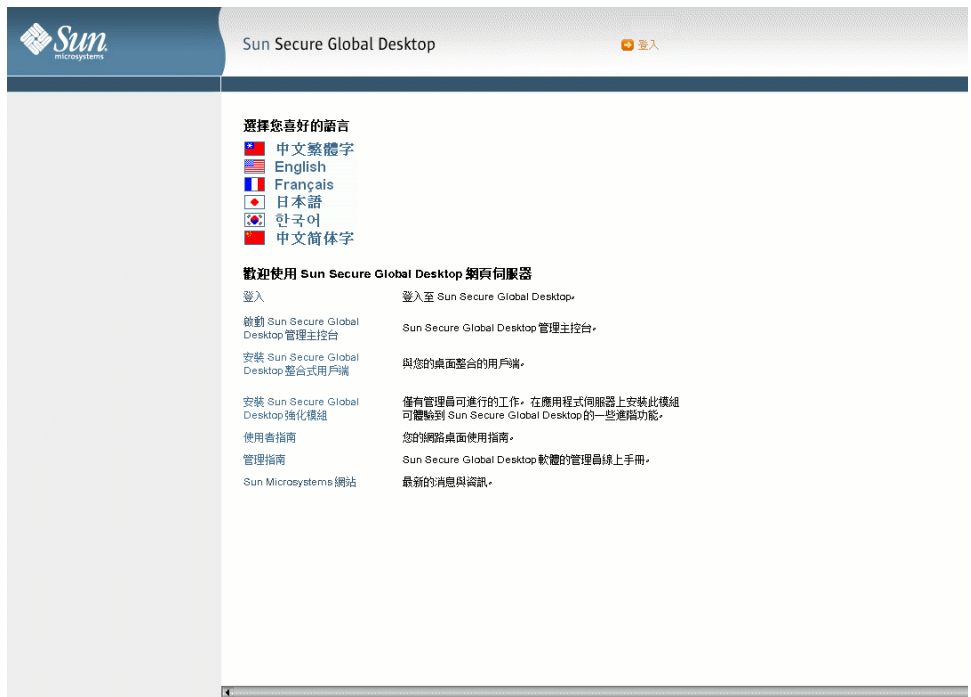 Sun
microsystems
Sun Secure Global Desktop
登入
選擇您喜好的語言
中文繁體字
English
Français
日本語
한국어
中文简体字
歡迎使用 Sun Secure Global Desktop 網頁伺服器
登入
登入至 Sun Secure Global Desktop。
啟動 Sun Secure Global
Desktop 管理主控台
Sun Secure Global Desktop 管理主控台。
安裝 Sun Secure Global
Desktop 整合式用戶端
與您的桌面整合的用戶端。
安裝 Sun Secure Global
Desktop 強化模組
僅有管理員可進行的工作。在應用程式伺服器上安裝此模組
可體驗到 Sun Secure Global Desktop 的一些進階功能。
使用者指南
您的網路桌面使用指南。
管理指南
Sun Secure Global Desktop 軟體的管理員線上手冊。
Sun Microsystems 網站
最新的消息與資訊。